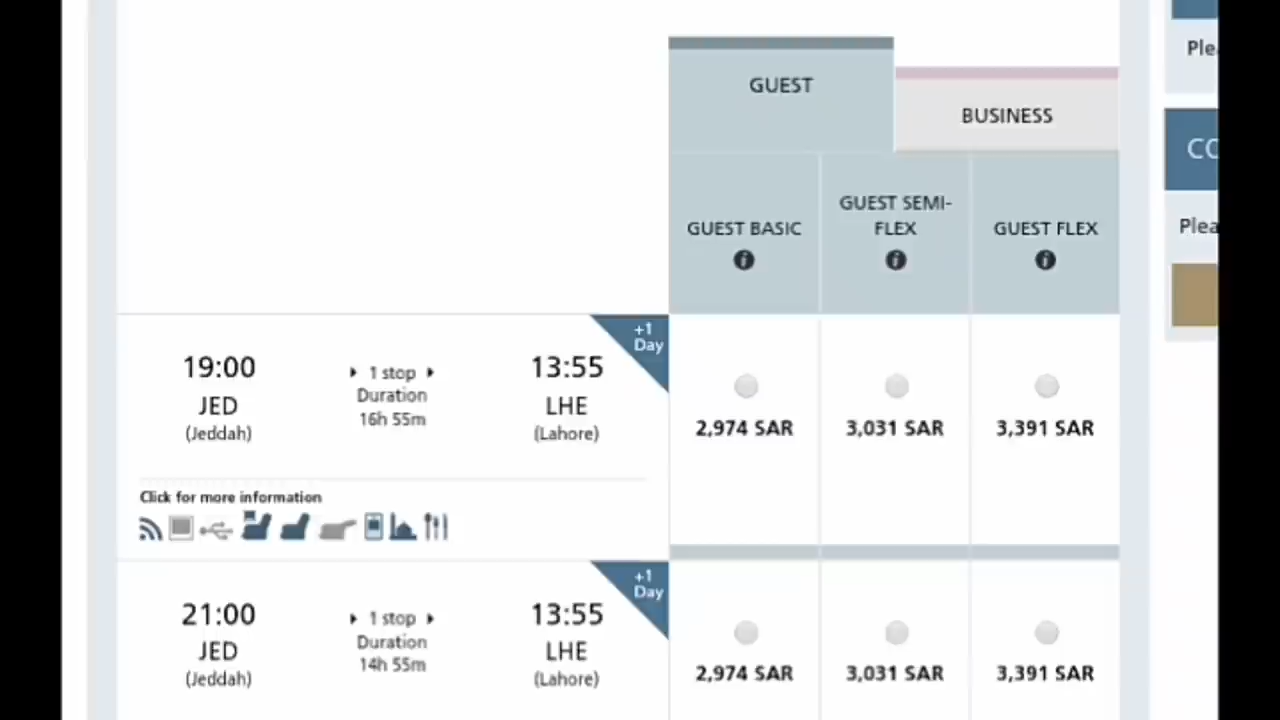 GUEST
BUSINESS
GUEST BASIC
GUEST SEMI-
FLEX
GUEST FLEX
+1
Day
19:00
1 stop
13:55
JED
Duration
LHE
(Jeddah)
16h 55m
(Lahore)
2,974 SAR
3,031 SAR
3,391 SAR
Click for more information
+1
Day
21:00
1 stop
13:55
JED
Duration
LHE
(Jeddah)
14h 55m
(Lahore)
2,974 SAR
3,031 SAR
3,391 SAR